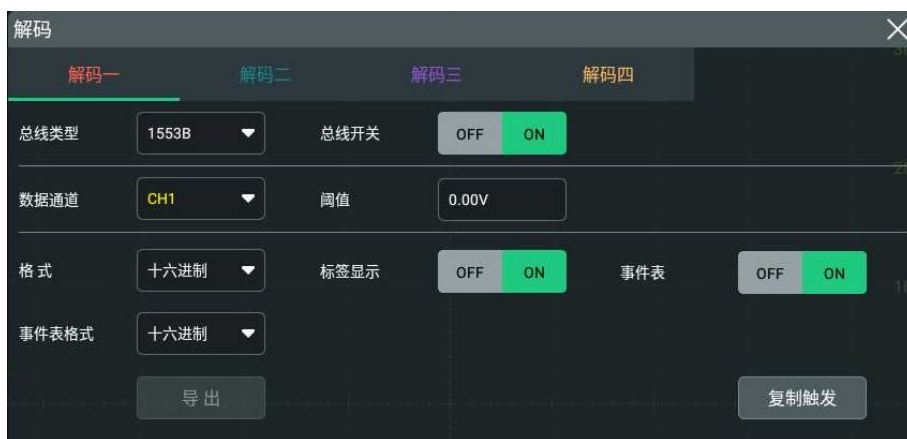 解码
解码一 解码二 解码三 解码四
总线类型 1553B 总线开关 OFF ON
数据通道 CH1 阈值 0.00V
格式 十六进制 标签显示 OFF ON 事件表 OFF ON
事件表格式 十六进制
导出 复制触发